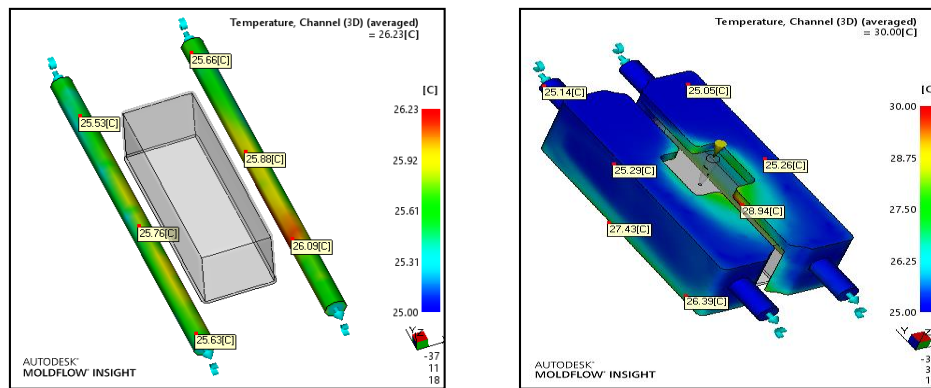 Temperature, Channel (3D) (averaged)
= 26.23[C]
25.66[C]
[C]
25.53[C]
26.23
25.88[C]
25.92
25.61
25.76[C]
26.09[C]
25.31
25.63[C]
25.00
Y
AUTODESK®
MOLDFLOW® INSIGHT
-37
11
18
Temperature, Channel (3D) (averaged)
= 30.00[C]
25.14[C]
25.05[C]
[C
30.00
25.29[C]
25.26[C]
28.75
28.94[C]
27.50
27.43[C]
26.25
26.39[C]
25.00
Y
AUTODESK®
MOLDFLOW® INSIGHT
-3
3
1